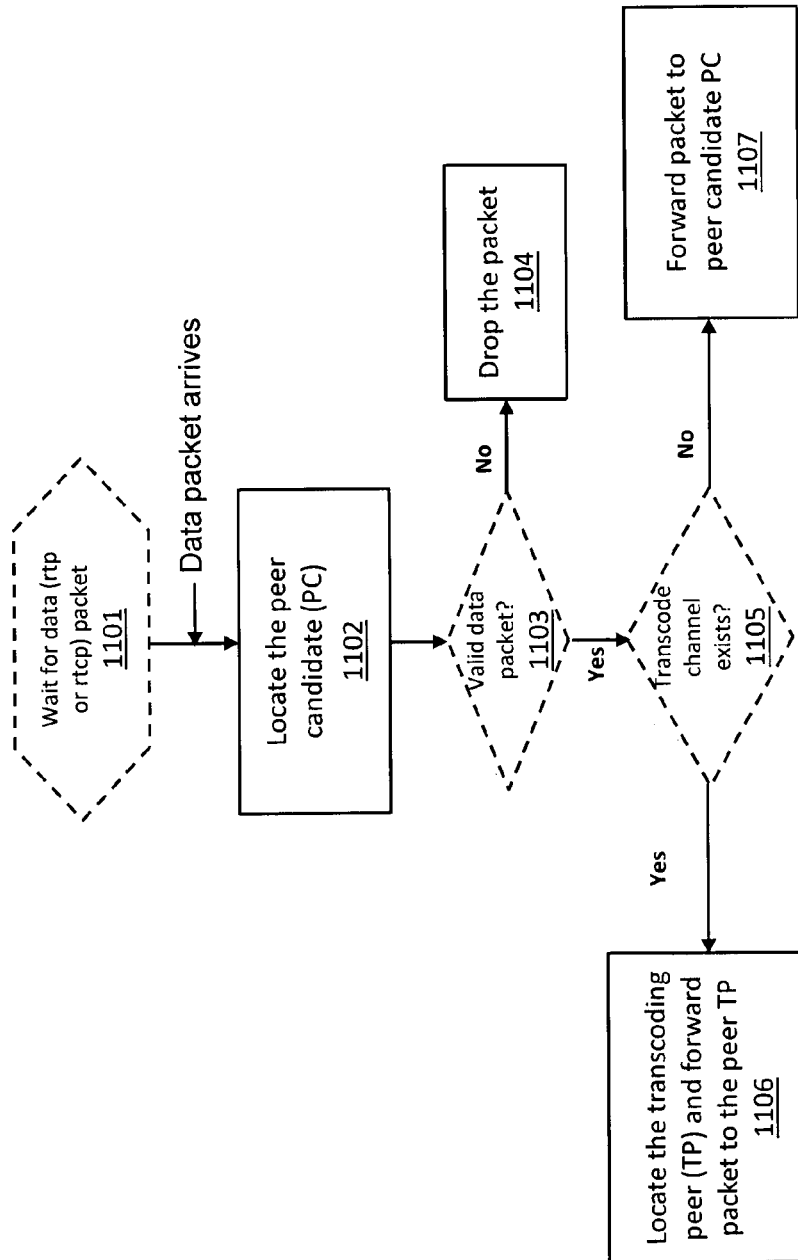 Wait for data (rtp
or rtcp) packet
1101
Data packet arrives
Locate the peer
candidate (PC)
1102
Valid data
packet?
1103
No
Drop the packet
1104
Yes
Transcode
channel
exists?
1105
No
Forward packet to
peer candidate PC
1107
Yes
Locate the transcoding
peer (TP) and forward
packet to the peer TP
1106